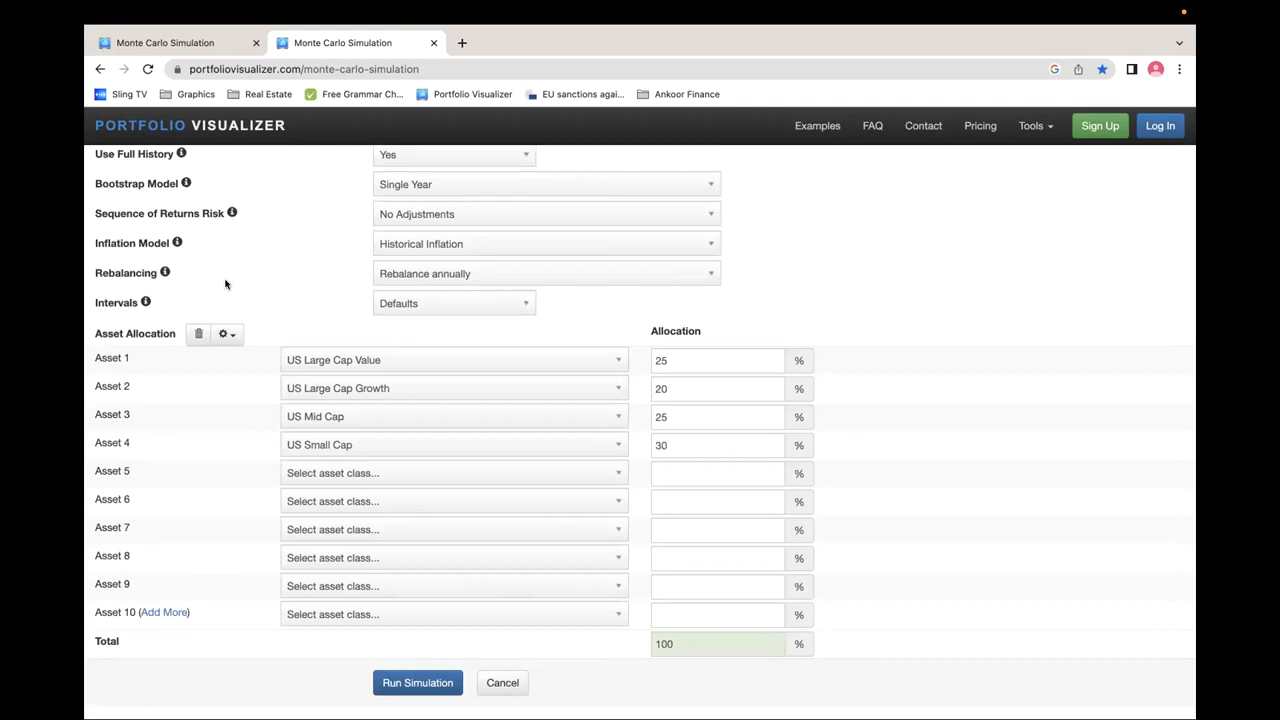 Monte Carlo Simulation Monte Carlo Simulation
portfoliovisualizer.com/monte-carlo-simulation
Sling TV Graphics Real Estate Free Grammar Ch... Portfolio Visualizer EU sanctions agai... Ankoor Finance
PORTFOLIO VISUALIZER Examples FAQ Contact Pricing Tools Sign Up Log In
Use Full History Yes
Bootstrap Model Single Year
Sequence of Returns Risk No Adjustments
Inflation Model Historical Inflation
Rebalancing Rebalance annually
Intervals Defaults
Asset Allocation Allocation
Asset 1 US Large Cap Value 25 %
Asset 2 US Large Cap Growth 20 %
Asset 3 US Mid Cap 25 %
Asset 4 US Small Cap 30 %
Asset 5 Select asset class... %
Asset 6 Select asset class... %
Asset 7 Select asset class... %
Asset 8 Select asset class... %
Asset 9 Select asset class... %
Asset 10 (Add More) Select asset class... %
Total 100 %
Run Simulation Cancel